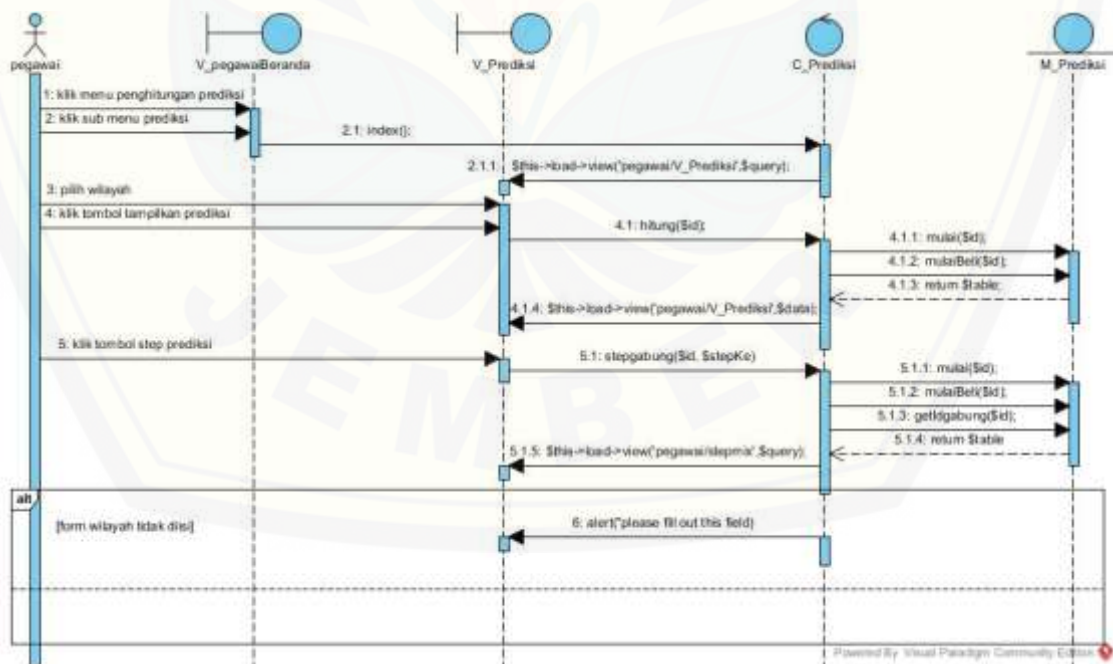 pegawai
V_pegawaiBeranda
V_Prediksi
C_Prediksi
M_Prediksi
1: klik menu penghitungan prediksi
2: klik sub menu prediksi
2.1: index();
2.1.1: $this->load->view('pegawai/V_Prediksi',$query);
3: pilih wilayah
4: klik tombol tampilkan prediksi
4.1: hitung($id);
4.1.1: mulai($id);
4.1.2: mulaiBeli($id);
4.1.3: return $table;
4.1.4: $this->load->view('pegawai/V_Prediksi',$data);
5: klik tombol step prediksi
5.1: stepgabung($id, $stepKe)
5.1.1: mulai($id);
5.1.2: mulaiBeli($id);
5.1.3: getIdgabung($id);
5.1.4: return $table
5.1.5: $this->load->view('pegawai/stepmix',$query);
alt
[form wilayah tidak diisi]
6: alert("please fill out this field)
JEMBER
Powered By Visual Paradigm Community Edition